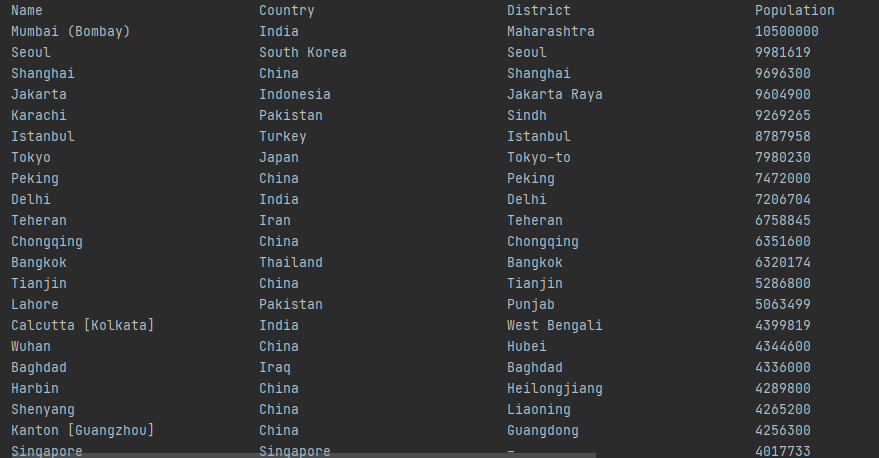 Name Country District Population
Mumbai (Bombay) India Maharashtra 10500000
Seoul South Korea Seoul 9981619
Shanghai China Shanghai 9696300
Jakarta Indonesia Jakarta Raya 9604900
Karachi Pakistan Sindh 9269265
Istanbul Turkey Istanbul 8787958
Tokyo Japan Tokyo-to 7980230
Peking China Peking 7472000
Delhi India Delhi 7206704
Teheran Iran Teheran 6758845
Chongqing China Chongqing 6351600
Bangkok Thailand Bangkok 6320174
Tianjin China Tianjin 5286800
Lahore Pakistan Punjab 5063499
Calcutta [Kolkata] India West Bengali 4399819
Wuhan China Hubei 4344600
Baghdad Iraq Baghdad 4336000
Harbin China Heilongjiang 4289800
Shenyang China Liaoning 4265200
Kanton [Guangzhou] China Guangdong 4256300
Singapore Singapore – 4017733